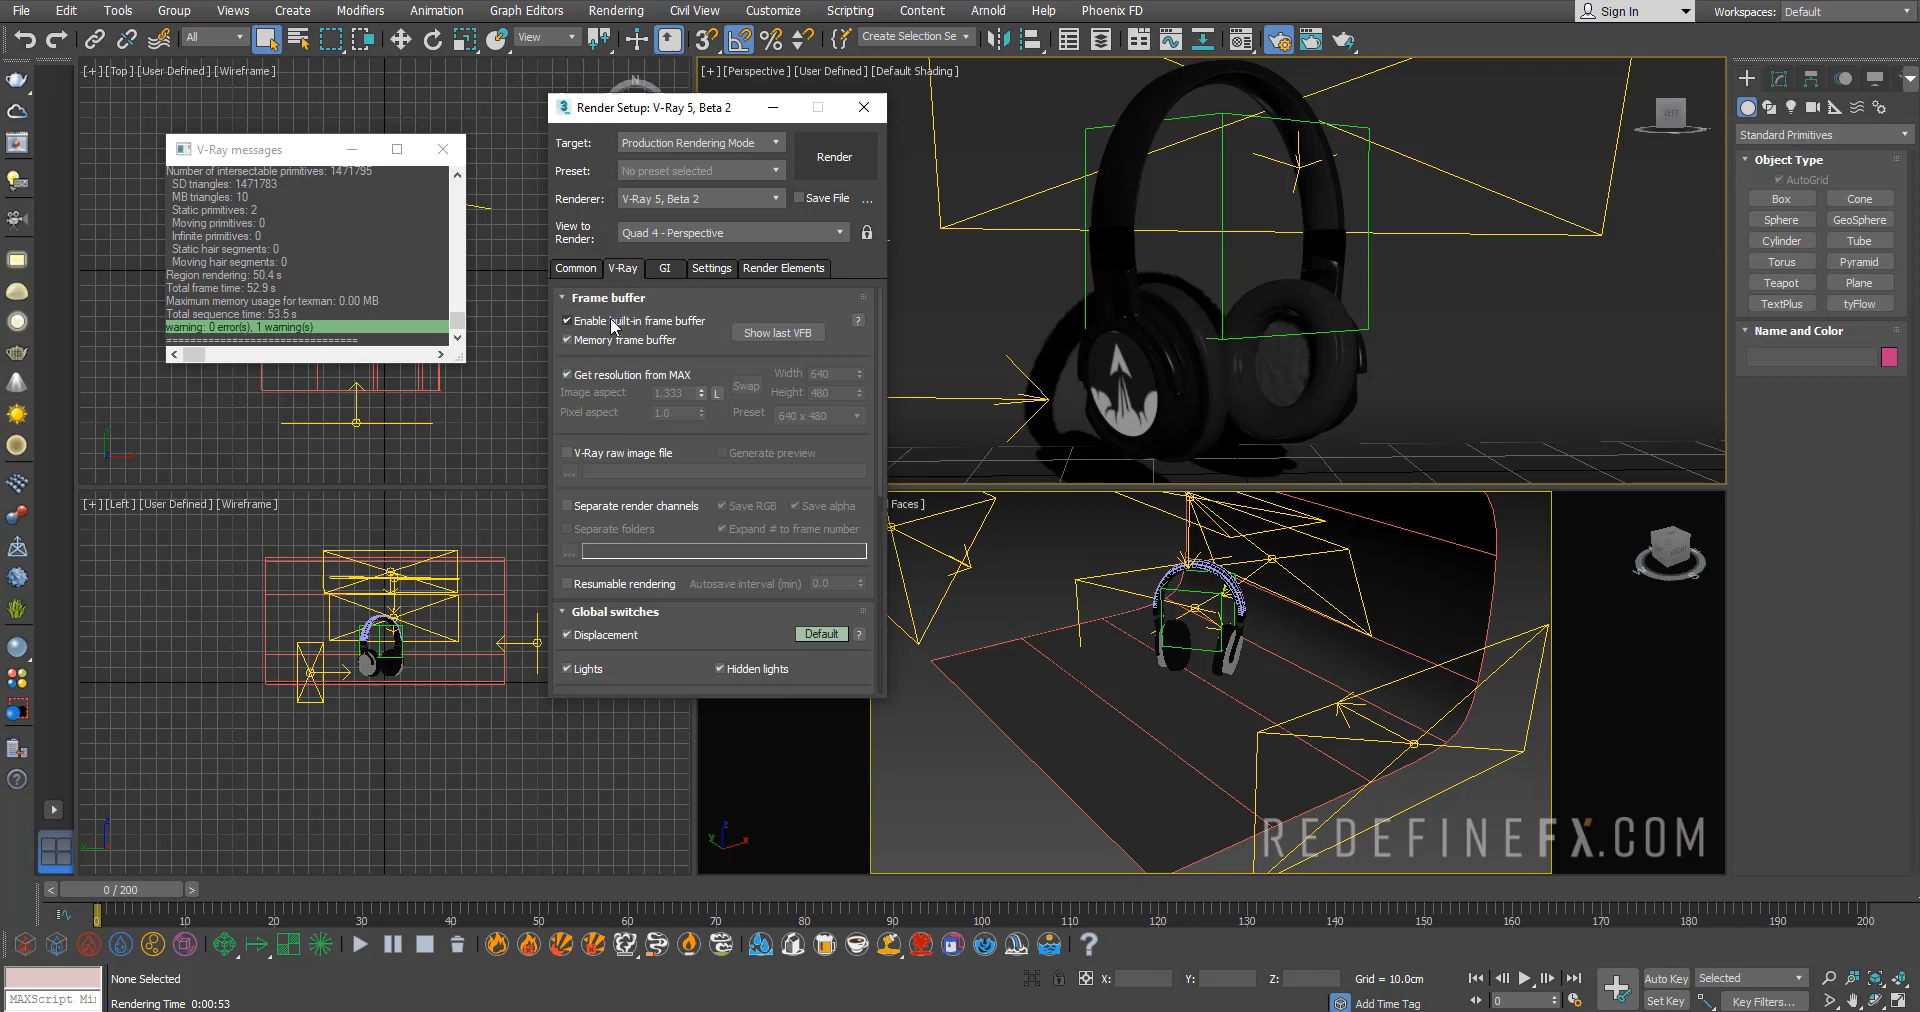 File Edit Tools Group Views Create Modifiers Animation Graph Editors Rendering Civil View Customize Scripting Content Arnold Help Phoenix FD
Sign In
Workspaces: Default
All
View
Create Selection Se
[+] [Top] [User Defined] [Wireframe]
N
[+] [Perspective] [User Defined] [Default Shading]
LEFT
V-Ray messages
Number of intersectable primitives: 1471795
SD triangles: 1471783
MB triangles: 10
Static primitives: 2
Moving primitives: 0
Infinite primitives: 0
Static hair segments: 0
Moving hair segments: 0
Region rendering: 50.4 s
Total frame time: 52.9 s
Maximum memory usage for texman: 0.00 MB
Total sequence time: 53.5 s
warning: 0 error(s), 1 warning(s)
==============================
Render Setup: V-Ray 5, Beta 2
Target: Production Rendering Mode
Render
Preset: No preset selected
Renderer: V-Ray 5, Beta 2
Save File ...
View to
Render: Quad 4 - Perspective
Common V-Ray GI Settings Render Elements
Frame buffer
Enable built-in frame buffer
?
Show last VFB
Memory frame buffer
Get resolution from MAX
Width 640
Image aspect 1.333 L Swap Height 480
Pixel aspect 1.0 Preset 640 x 480
V-Ray raw image file Generate preview
...
Separate render channels Save RGB Save alpha
Separate folders Expand # to frame number
...
Resumable rendering Autosave interval (min) 0.0
Global switches
Displacement Default ?
Lights Hidden lights
Standard Primitives
Object Type
AutoGrid
Box Cone
Sphere GeoSphere
Cylinder Tube
Torus Pyramid
Teapot Plane
TextPlus tyFlow
Name and Color
[+] [Left] [User Defined] [Wireframe]
Faces ]
REDEFINEFX.COM
< 0 / 200 >
0 10 20 30 40 50 60 70 80 90 100 110 120 130 140 150 160 170 180 190 200
None Selected
X: Y: Z: Grid = 10.0cm
Auto Key Selected
MAXScript Mi
Rendering Time 0:00:53
Add Time Tag
0
Set Key Key Filters...